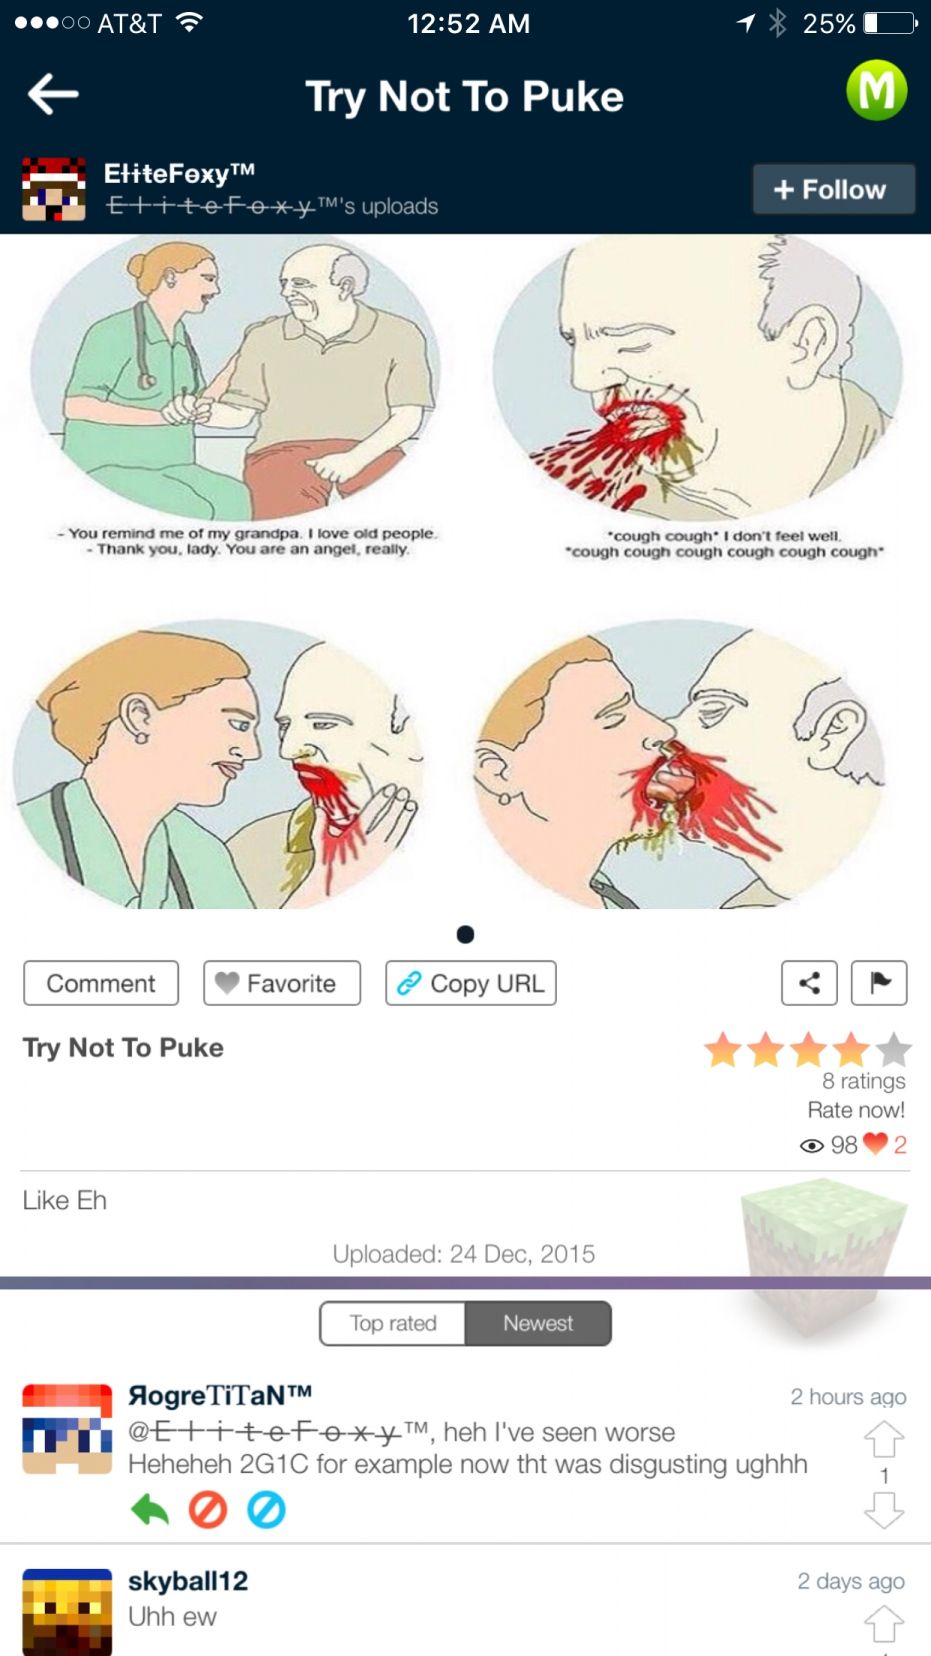 AT&T 12:52 AM 25%
Try Not To Puke
M
EłiteFøxy™
E̶ł̶i̶t̶e̶F̶o̶x̶y̶™'s uploads
+ Follow
- You remind me of my grandpa. I love old people.
- Thank you, lady. You are an angel, really.
*cough cough* I don't feel well.
*cough cough cough cough cough cough*
Comment Favorite Copy URL
Try Not To Puke
8 ratings
Rate now!
98 2
Like Eh
Uploaded: 24 Dec, 2015
Top rated Newest
ЯogreTiTaN™ 2 hours ago
@E̶ł̶i̶t̶e̶F̶o̶x̶y̶™, heh I've seen worse
Heheheh 2G1C for example now tht was disgusting ughhh
1
skyball12 2 days ago
Uhh ew